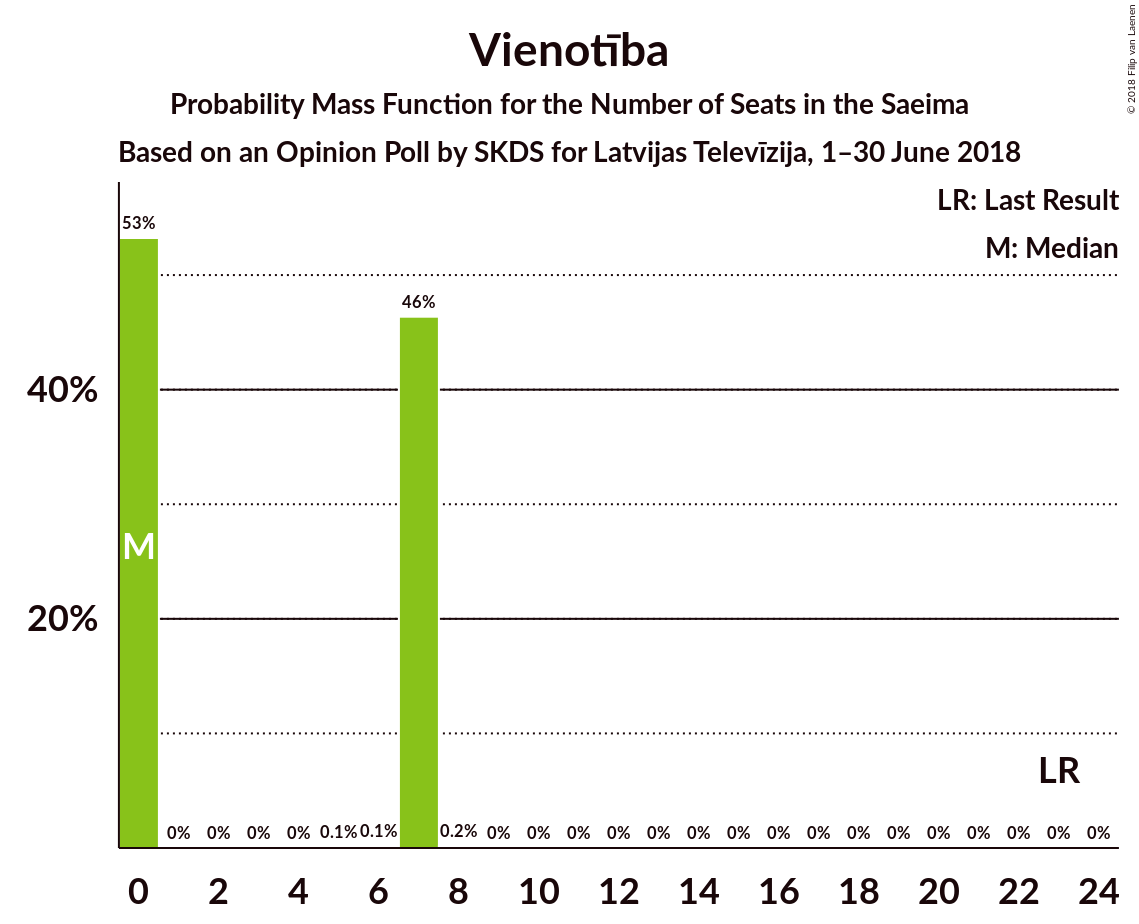 Vienotība
Probability Mass Function for the Number of Seats in the Saeima
Based on an Opinion Poll by SKDS for Latvijas Televīzija, 1–30 June 2018
© 2018 Filip van Laenen
LR: Last Result
M: Median
53%
46%
40%
M
20%
LR
0% 0% 0% 0% 0.1% 0.1% 0.2% 0% 0% 0% 0% 0% 0% 0% 0% 0% 0% 0% 0% 0% 0% 0% 0% 0%
0 2 4 6 8 10 12 14 16 18 20 22 24